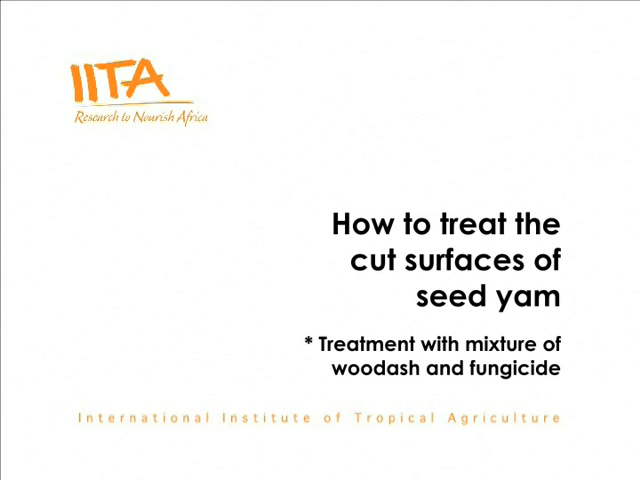 IITA
Research to Nourish Africa
How to treat the
cut surfaces of
seed yam
* Treatment with mixture of
woodash and fungicide
International Institute of Tropical Agriculture